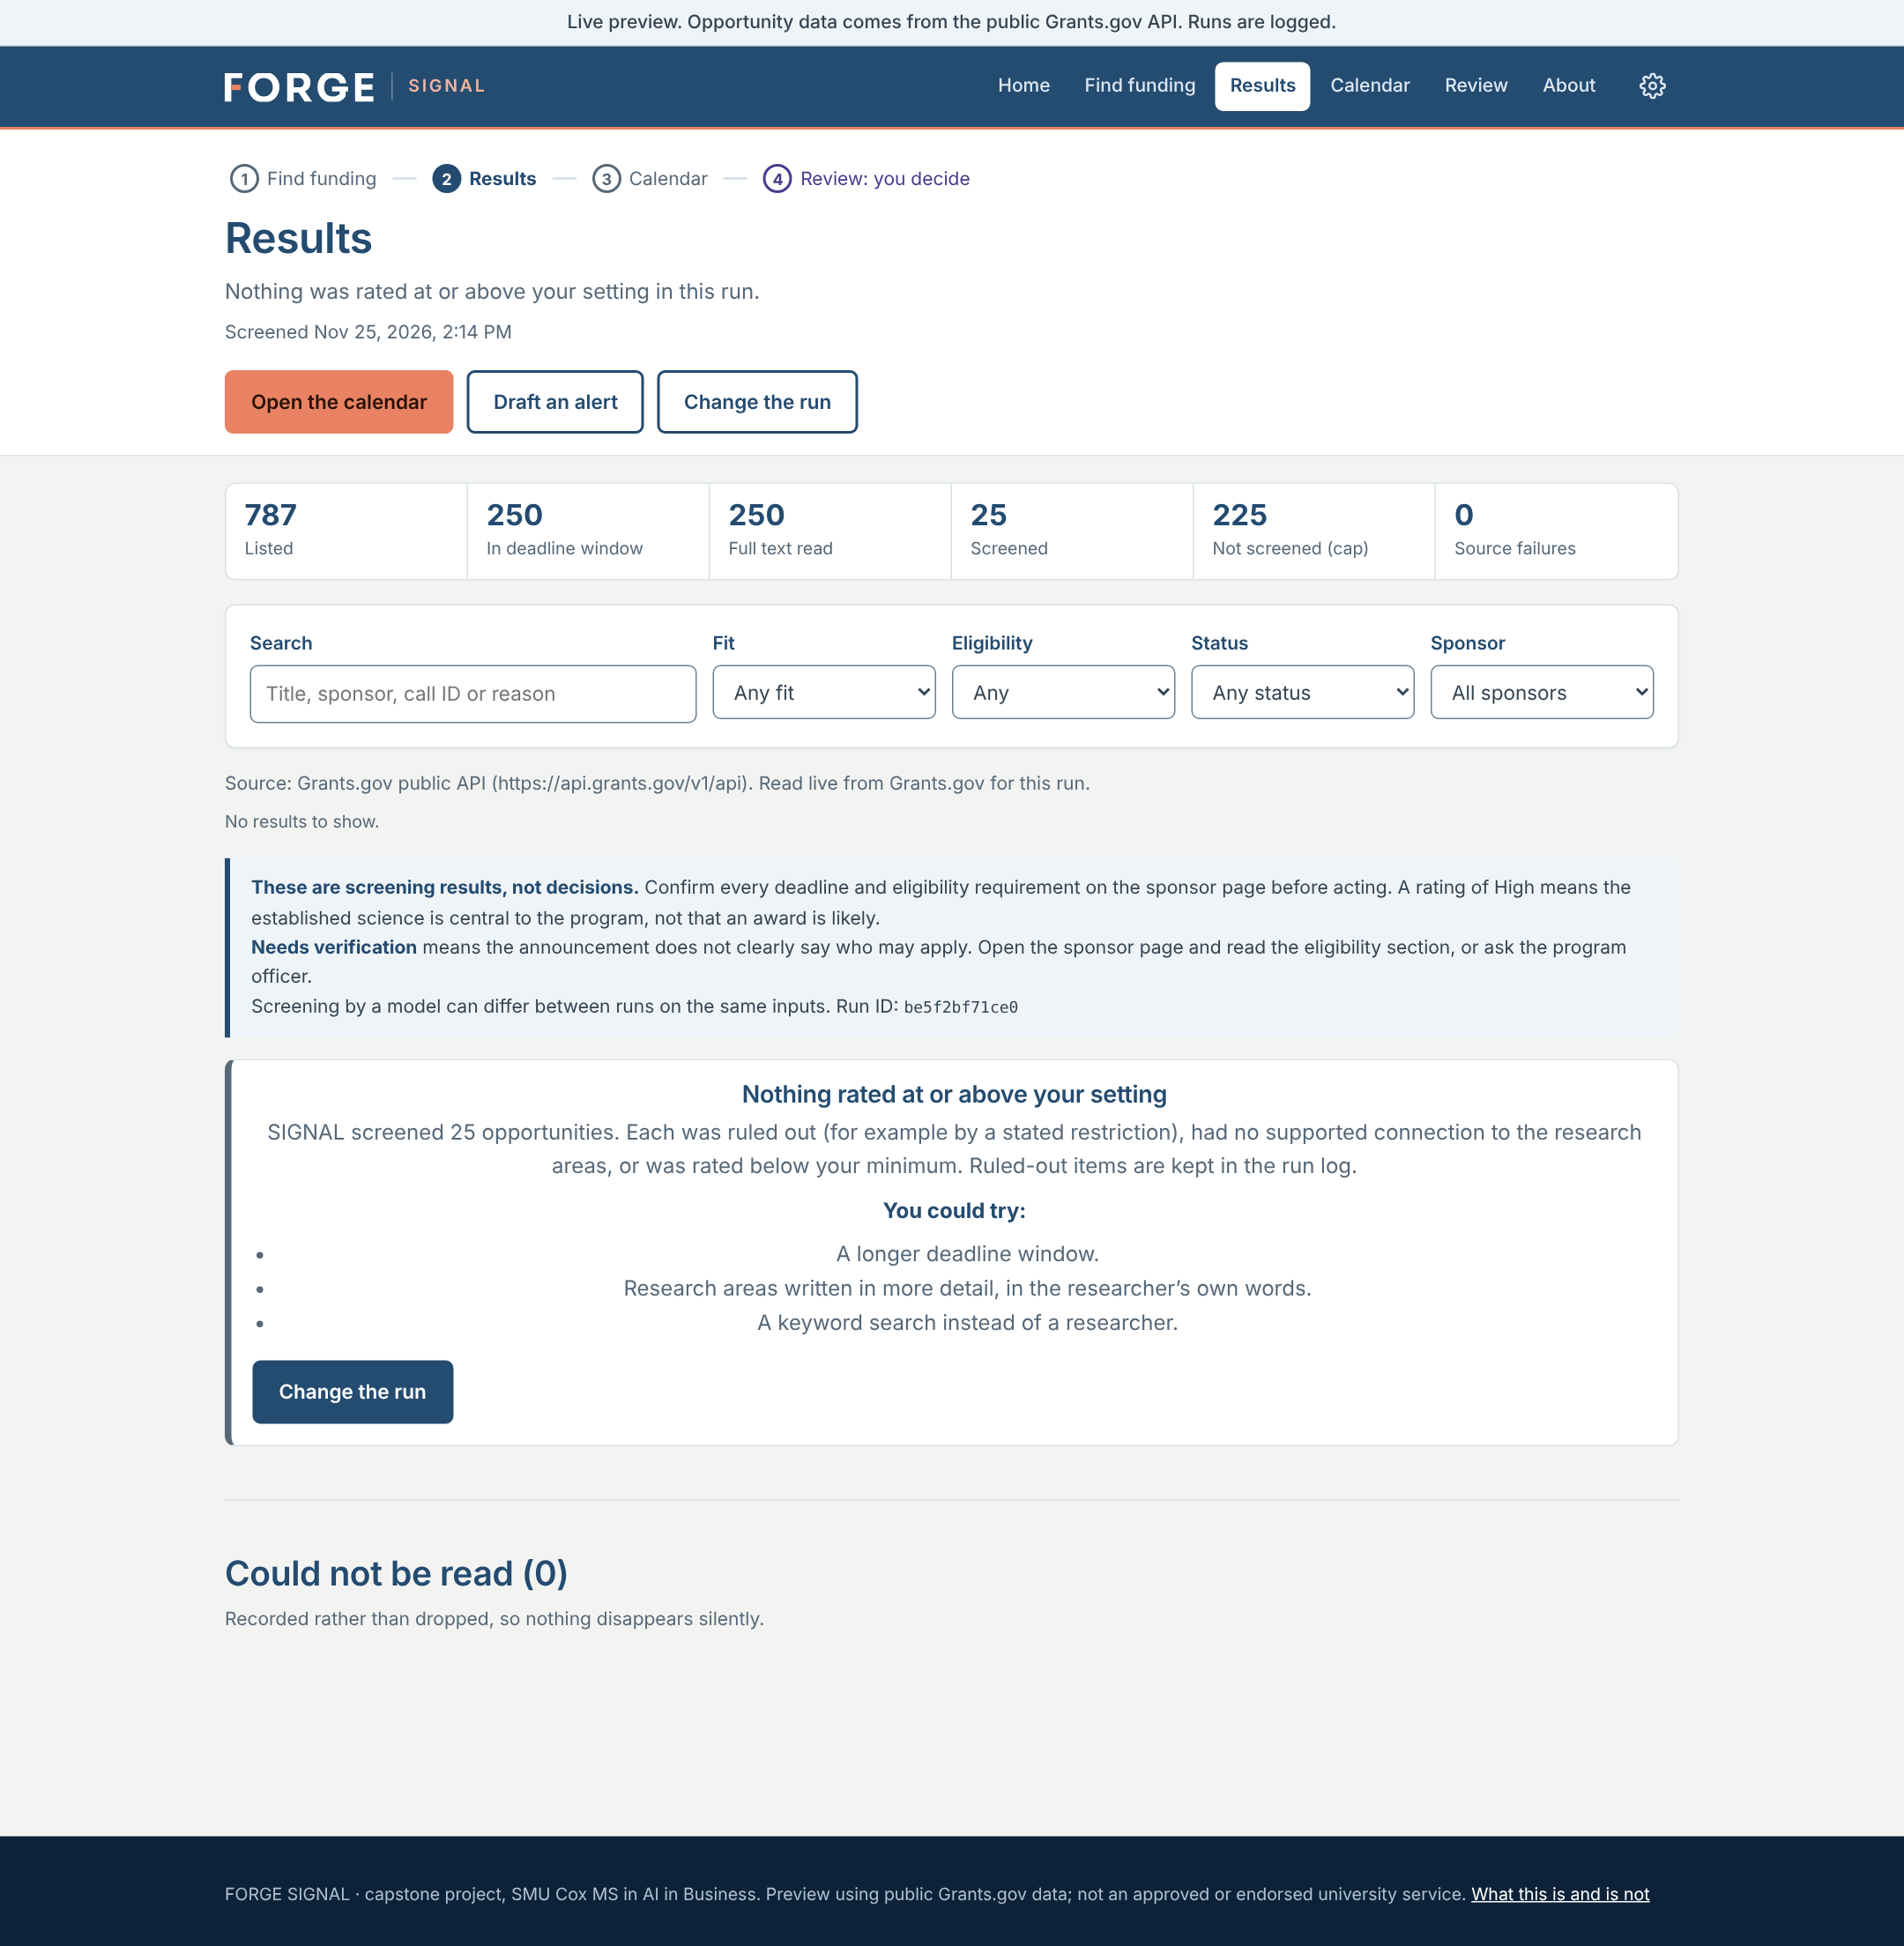 Live preview. Opportunity data comes from the public Grants.gov API. Runs are logged.
FORGE | SIGNAL
Home
Find funding
Results
Calendar
Review
About
1 Find funding
2 Results
3 Calendar
4 Review: you decide
Results
Nothing was rated at or above your setting in this run.
Screened Nov 25, 2026, 2:14 PM
Open the calendar
Draft an alert
Change the run
787
Listed
250
In deadline window
250
Full text read
25
Screened
225
Not screened (cap)
0
Source failures
Search
Title, sponsor, call ID or reason
Fit
Any fit
Eligibility
Any
Status
Any status
Sponsor
All sponsors
Source: Grants.gov public API (https://api.grants.gov/v1/api). Read live from Grants.gov for this run.
No results to show.
These are screening results, not decisions. Confirm every deadline and eligibility requirement on the sponsor page before acting. A rating of High means the
established science is central to the program, not that an award is likely.
Needs verification means the announcement does not clearly say who may apply. Open the sponsor page and read the eligibility section, or ask the program
officer.
Screening by a model can differ between runs on the same inputs. Run ID: be5f2bf71ce0
Nothing rated at or above your setting
SIGNAL screened 25 opportunities. Each was ruled out (for example by a stated restriction), had no supported connection to the research
areas, or was rated below your minimum. Ruled-out items are kept in the run log.
You could try:
• A longer deadline window.
• Research areas written in more detail, in the researcher’s own words.
• A keyword search instead of a researcher.
Change the run
Could not be read (0)
Recorded rather than dropped, so nothing disappears silently.
FORGE SIGNAL · capstone project, SMU Cox MS in AI in Business. Preview using public Grants.gov data; not an approved or endorsed university service. What this is and is not